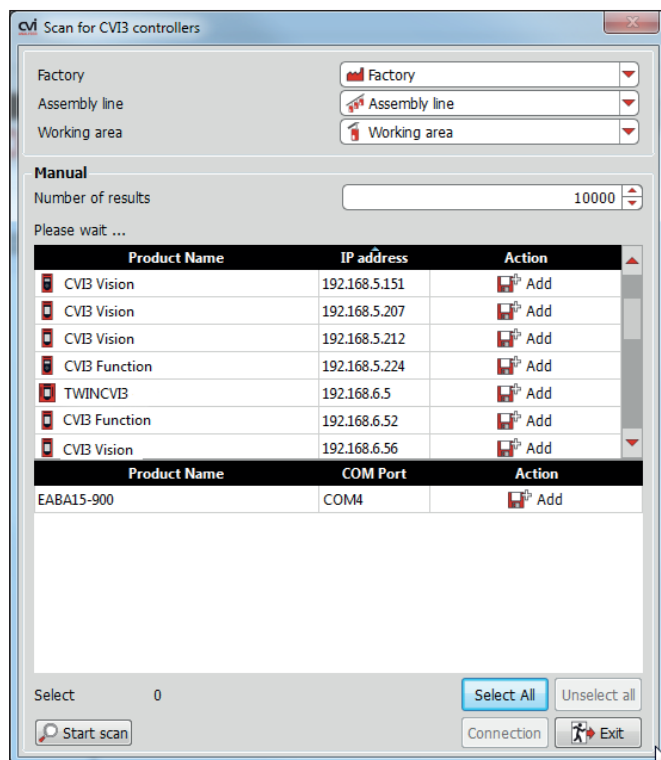 CVI Scan for CVI3 controllers
Factory Factory
Assembly line Assembly line
Working area Working area
Manual
Number of results 10000
Please wait ...
Product Name IP address Action
CVI3 Vision 192.168.5.151 Add
CVI3 Vision 192.168.5.207 Add
CVI3 Vision 192.168.5.212 Add
CVI3 Function 192.168.5.224 Add
TWINCVI3 192.168.6.5 Add
CVI3 Function 192.168.6.52 Add
CVI3 Vision 192.168.6.56 Add
Product Name COM Port Action
EABA15-900 COM4 Add
Select 0 Select All Unselect all
Start scan Connection Exit